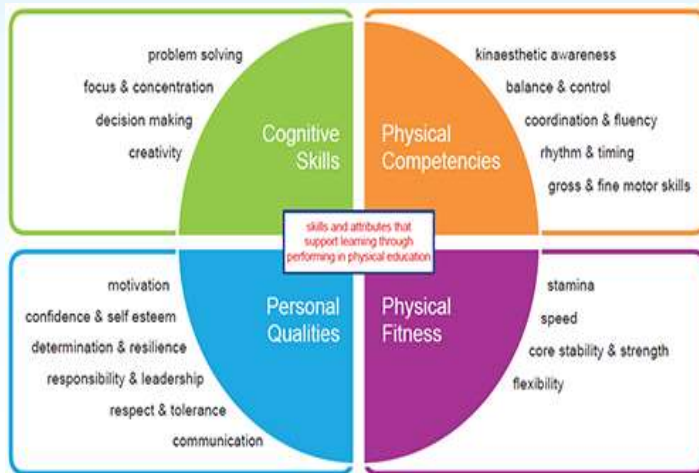 problem solving
focus & concentration
decision making
creativity
Cognitive
Skills
kinaesthetic awareness
balance & control
coordination & fluency
rhythm & timing
gross & fine motor skills
Physical
Competencies
skills and attributes that
support learning through
performing in physical education
motivation
confidence & self esteem
determination & resilience
responsibility & leadership
respect & tolerance
communication
Personal
Qualities
stamina
speed
core stability & strength
flexibility
Physical
Fitness